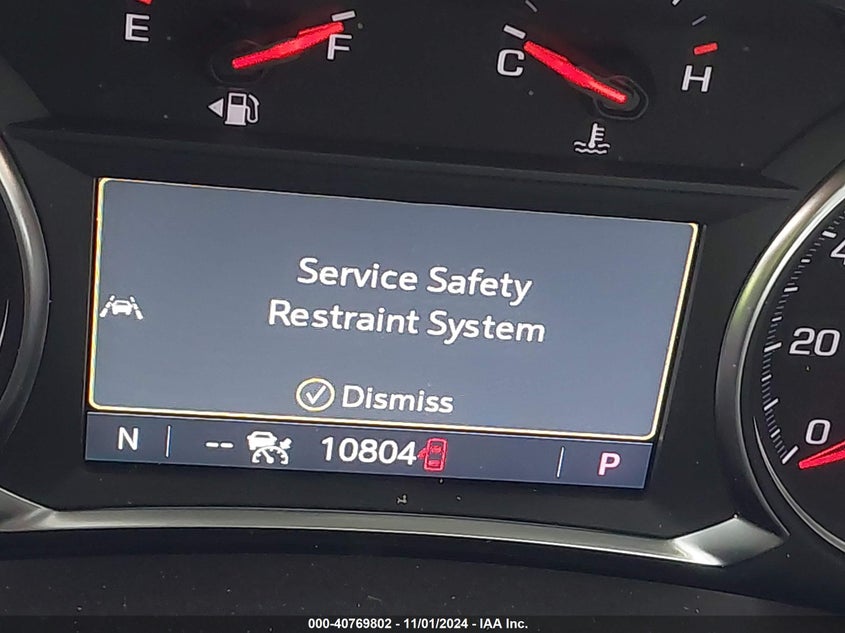 E F C H
Service Safety
Restraint System
Dismiss
20
N -- 10804 P
0
000-40769802 - 11/01/2024 - IAA Inc.